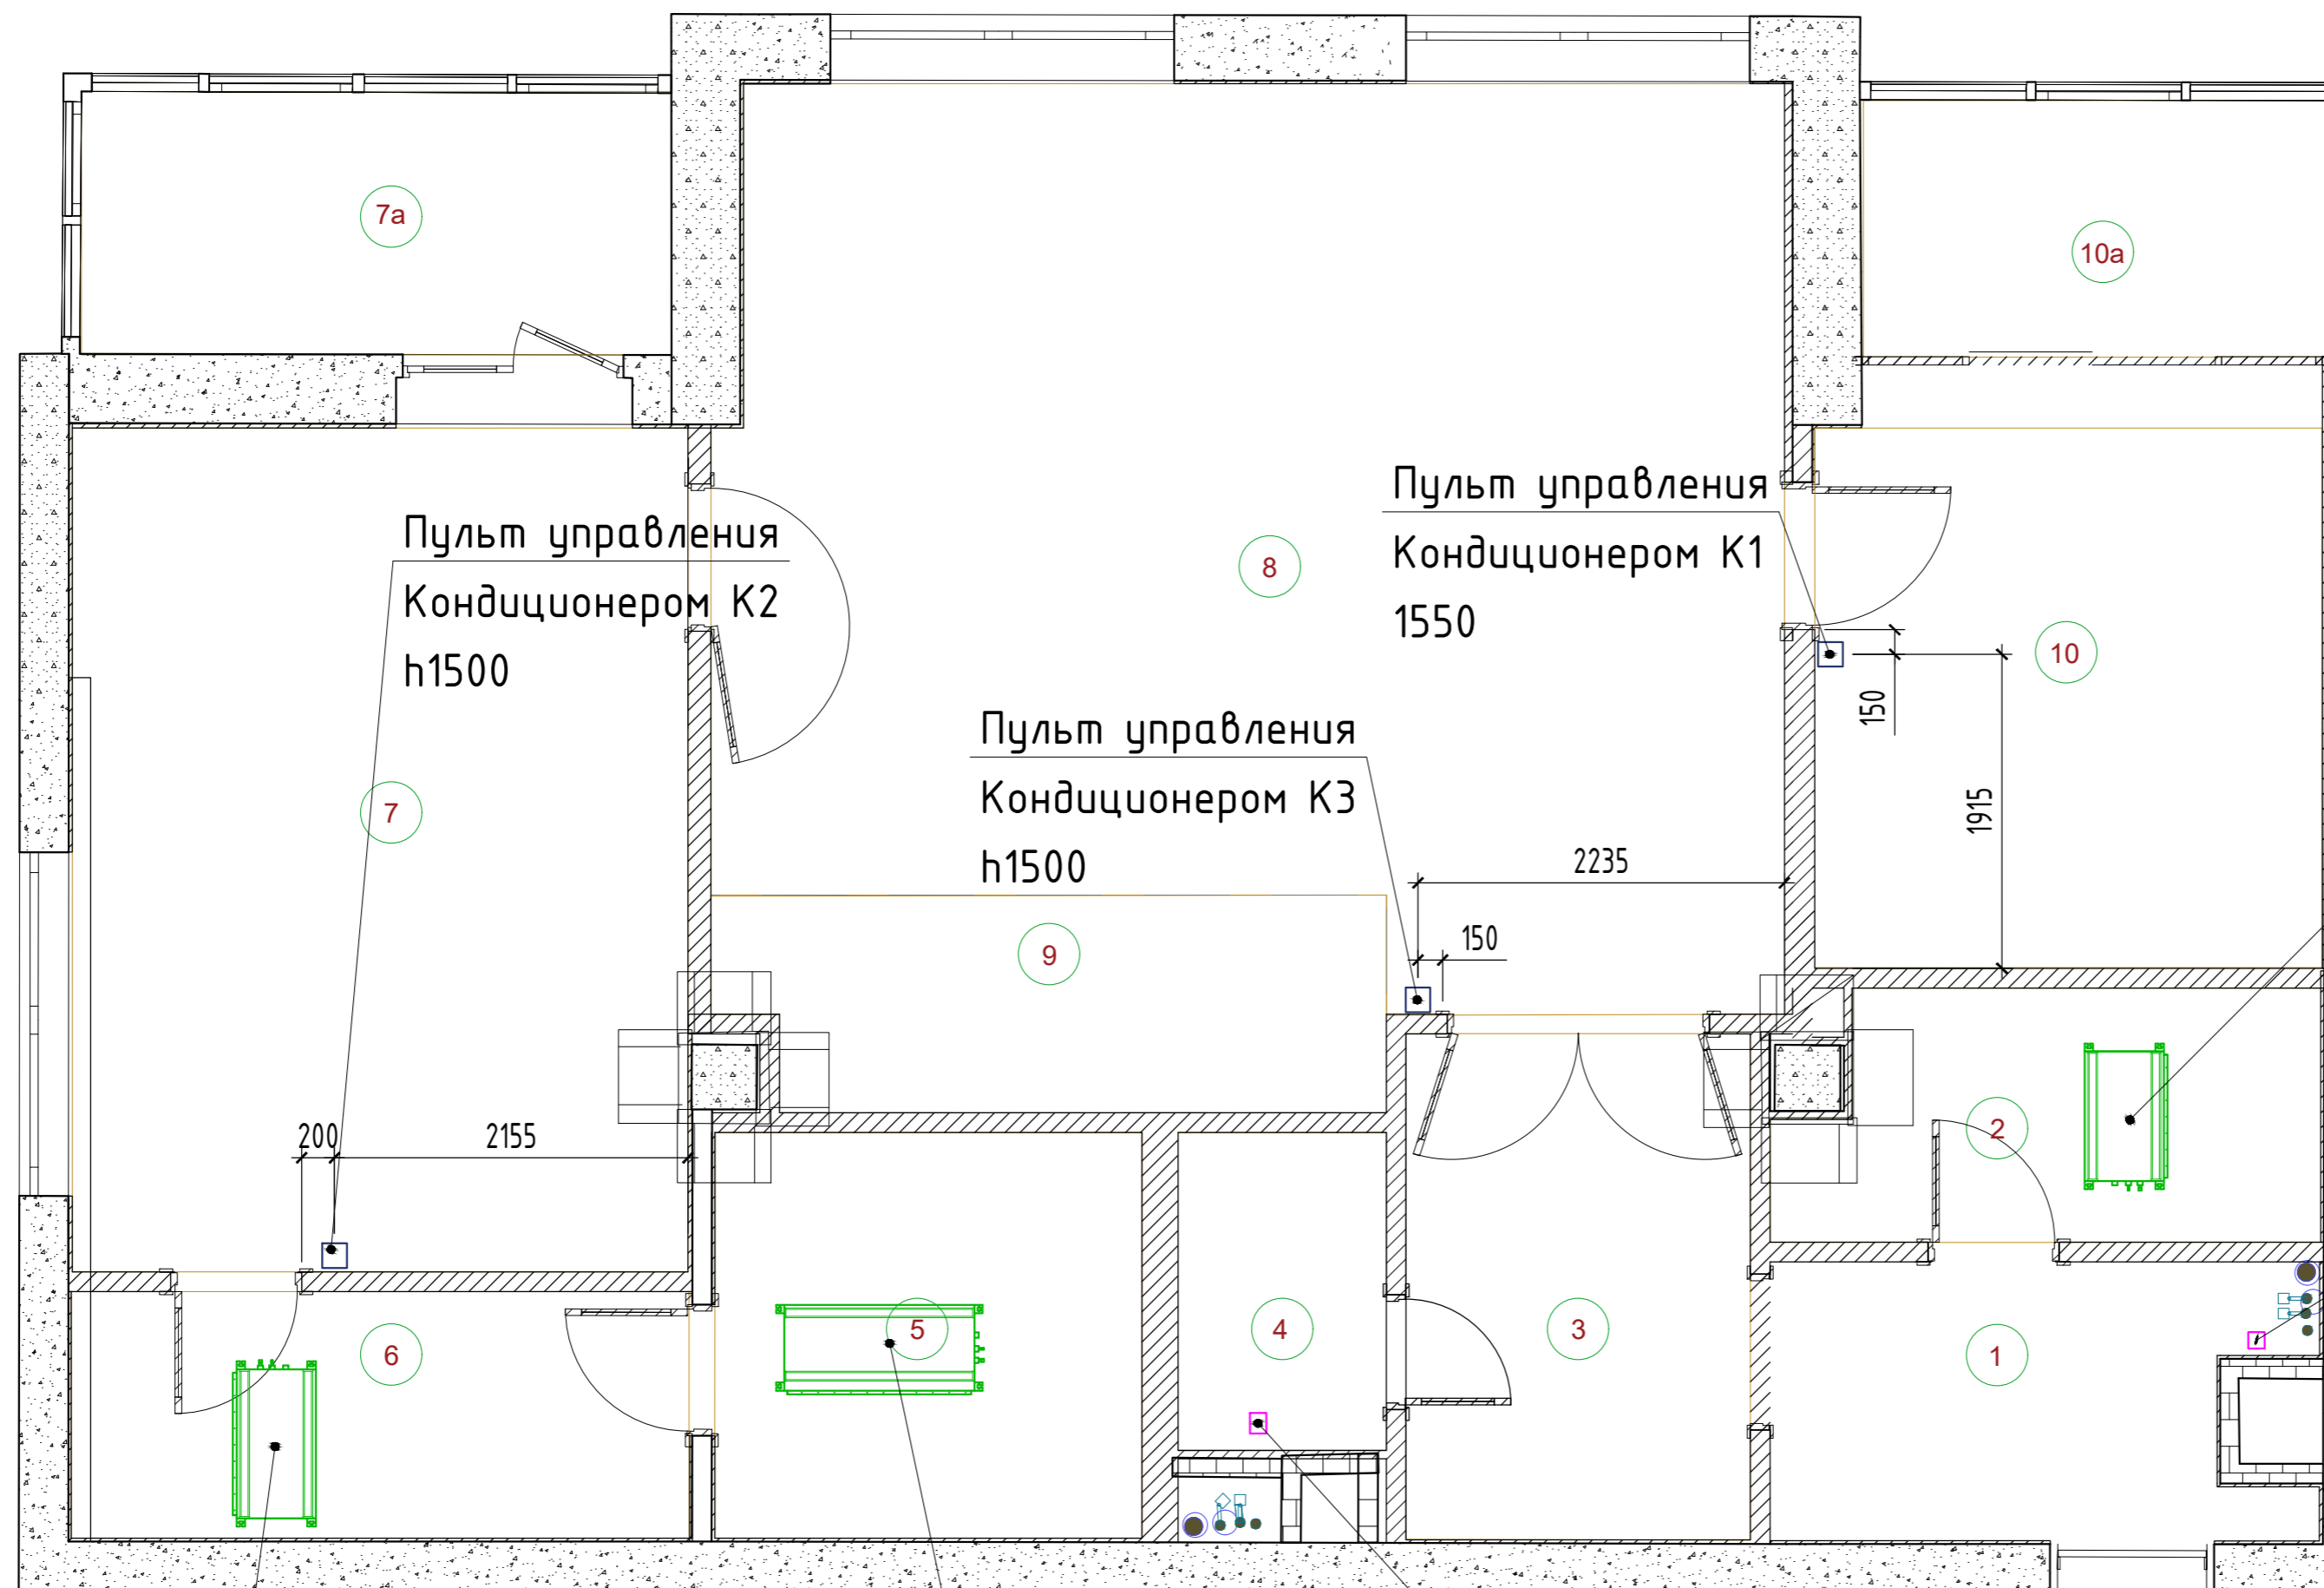 7а
10а
Пульт управления
Кондиционером К1
1550
Пульт управления
Кондиционером К2
h1500
8
10
150
Пульт управления
Кондиционером К3
h1500
7
1915
2235
150
9
200
2155
2
5
4
3
6
1